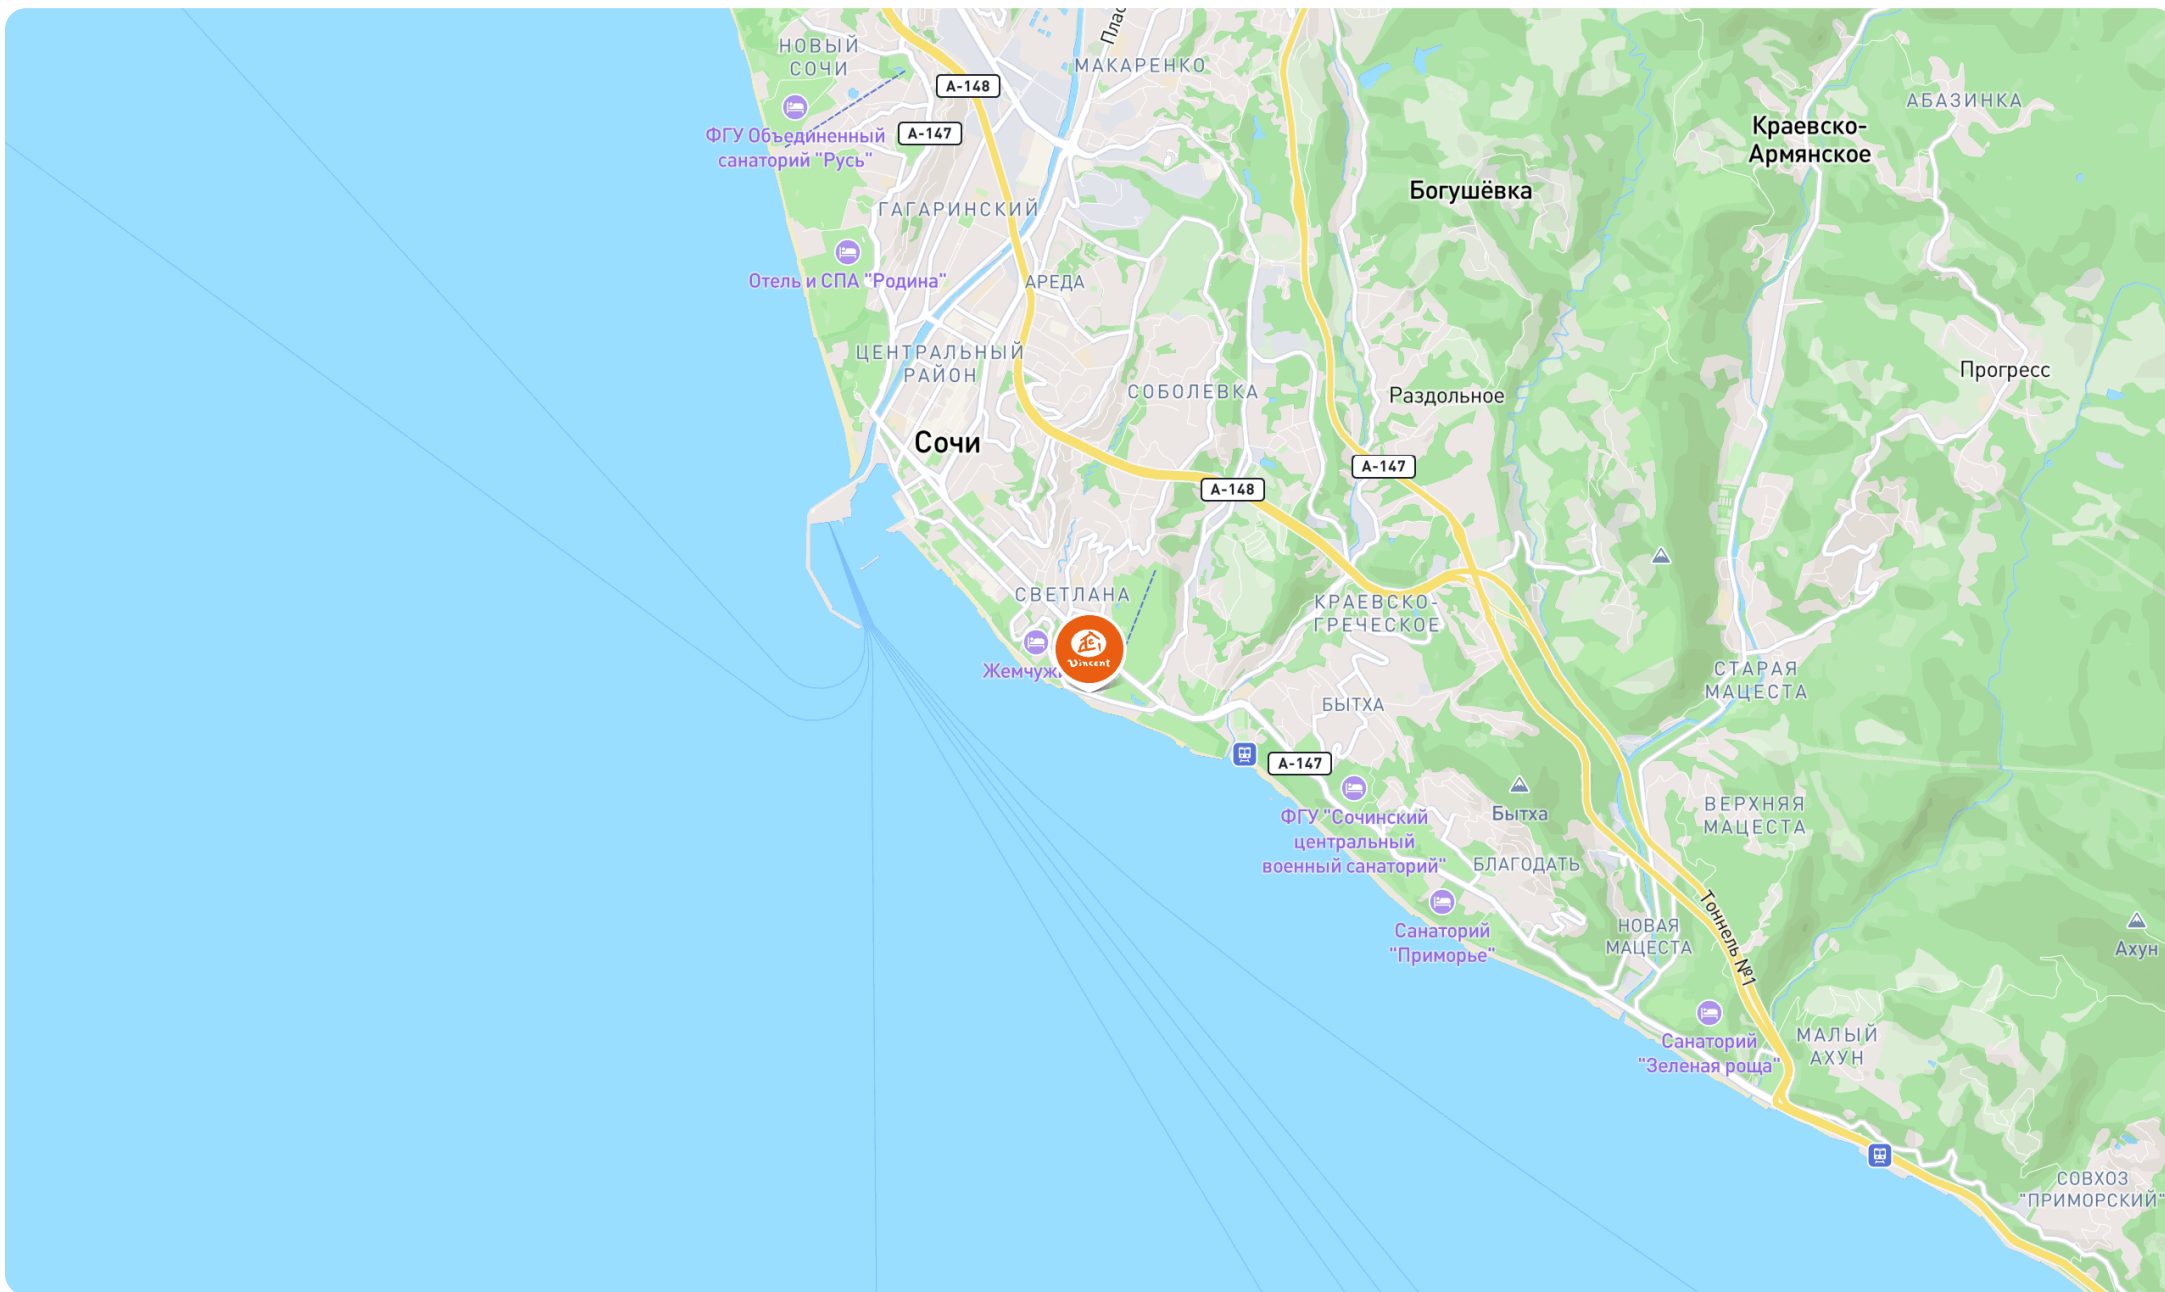 НОВЫЙ
СОЧИ
Плас
МАКАРЕНКО
А-148
АБАЗИНКА
А-147
Краевско-
Армянское
ФГУ Объединенный
санаторий "Русь"
Богушёвка
ГАГАРИНСКИЙ
Отель и СПА "Родина"
АРЕДА
ЦЕНТРАЛЬНЫЙ
РАЙОН
Прогресс
СОБОЛЕВКА
Раздольное
Сочи
А-147
А-148
СВЕТЛАНА
КРАЕВСКО-
ГРЕЧЕСКОЕ
Vincent
Жемчуж
СТАРАЯ
МАЦЕСТА
БЫТХА
А-147
ФГУ "Сочинский
центральный
военный санаторий"
Бытха
ВЕРХНЯЯ
МАЦЕСТА
БЛАГОДАТЬ
Санаторий
"Приморье"
НОВАЯ
МАЦЕСТА
Тоннель №1
Ахун
Санаторий
"Зеленая роща"
МАЛЫЙ
АХУН
СОВХОЗ
"ПРИМОРСКИЙ"